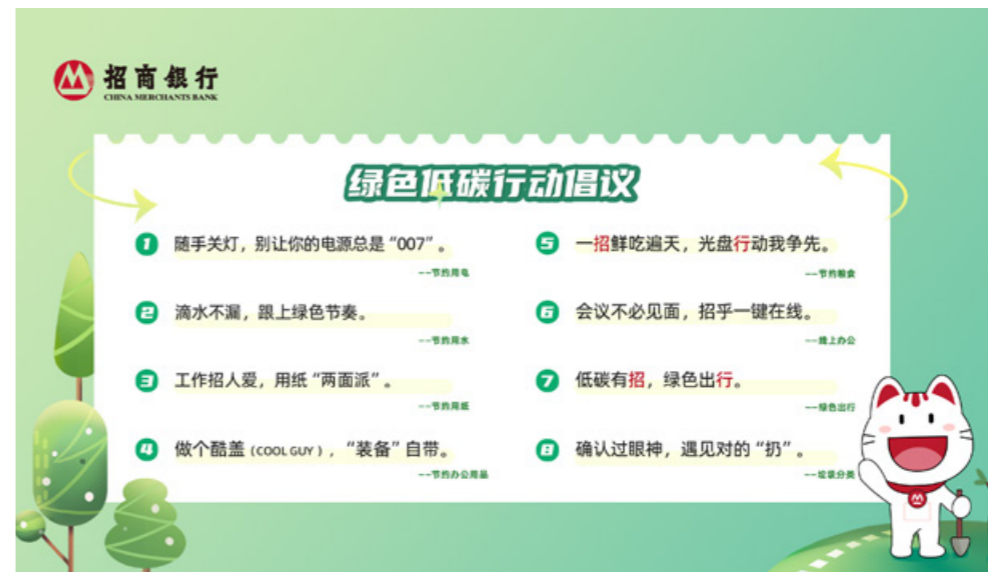 招商银行
CHINA MERCHANTS BANK
绿色低碳行动倡议
1 随手关灯，别让你的电源总是“007”。
——节约用电
2 滴水不漏，跟上绿色节奏。
——节约用水
3 工作招人爱，用纸“两面派”。
——节约用纸
4 做个酷盖（COOL GUY），“装备”自带。
——节约办公用品
5 一招鲜吃遍天，光盘行动我争先。
——节约粮食
6 会议不必见面，招乎一键在线。
——线上办公
7 低碳有招，绿色出行。
——绿色出行
8 确认过眼神，遇见对的“扔”。
——垃圾分类